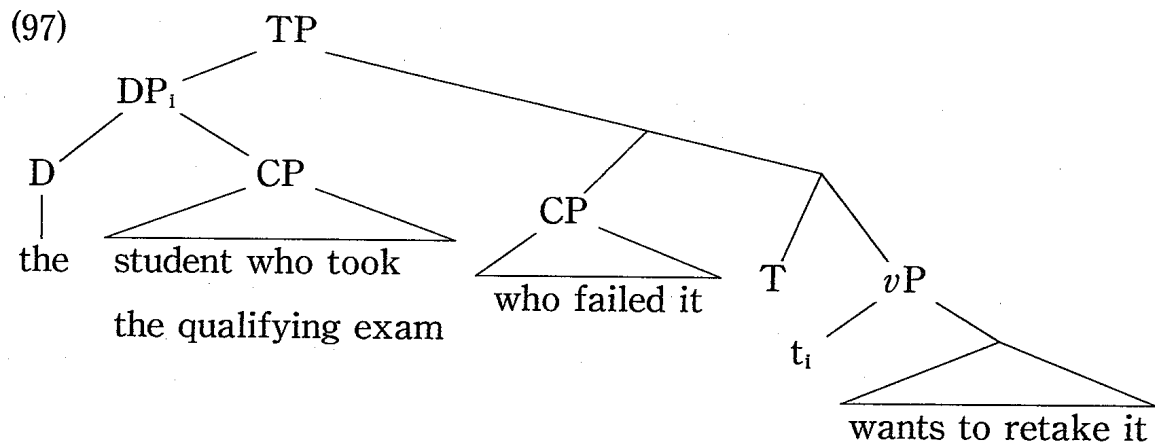 (97) TP
DPᵢ
D CP
CP
the student who took
the qualifying exam
who failed it
T vP
tᵢ
wants to retake it